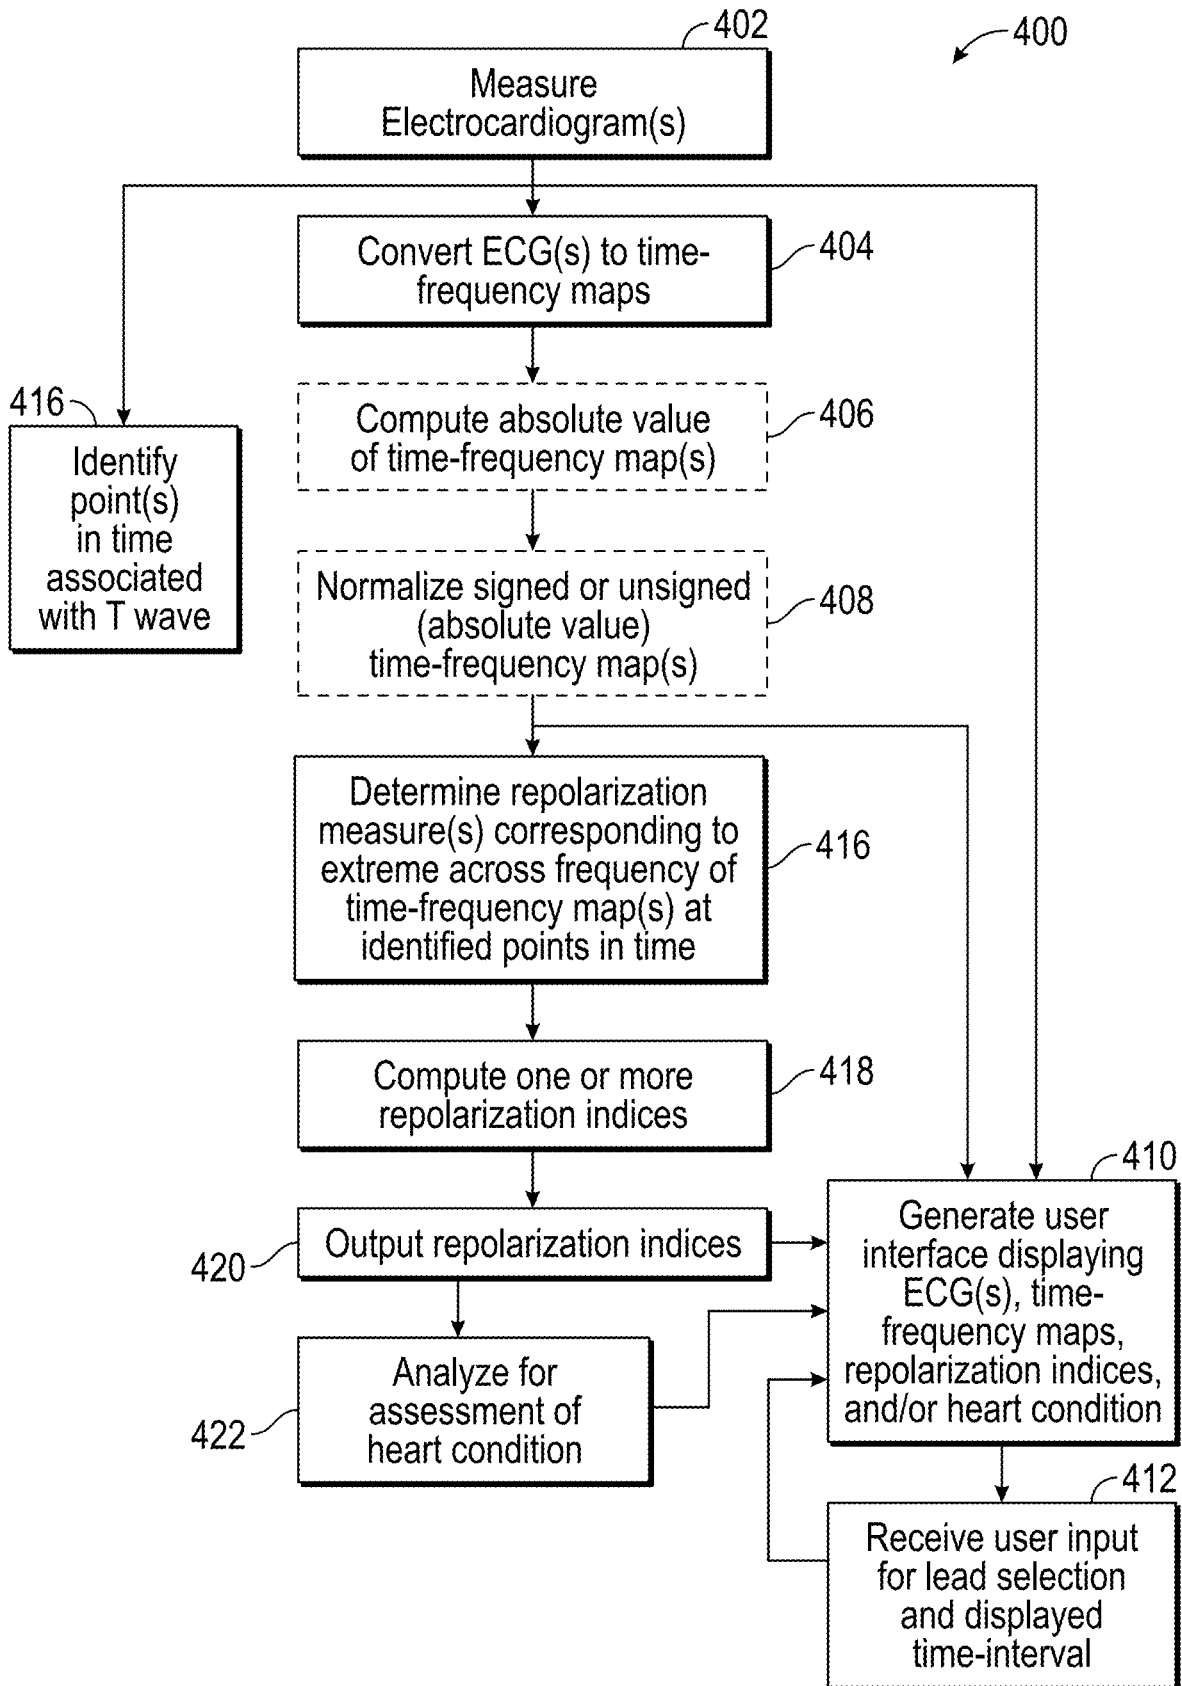 402
400
Measure
Electrocardiogram(s)
Convert ECG(s) to time-
frequency maps
404
416
Identify
point(s)
in time
associated
with T wave
Compute absolute value
of time-frequency map(s)
406
Normalize signed or unsigned
(absolute value)
time-frequency map(s)
408
Determine repolarization
measure(s) corresponding to
extreme across frequency of
time-frequency map(s) at
identified points in time
416
Compute one or more
repolarization indices
418
Output repolarization indices
420
Analyze for
assessment of
heart condition
422
410
Generate user
interface displaying
ECG(s), time-
frequency maps,
repolarization indices,
and/or heart condition
412
Receive user input
for lead selection
and displayed
time-interval